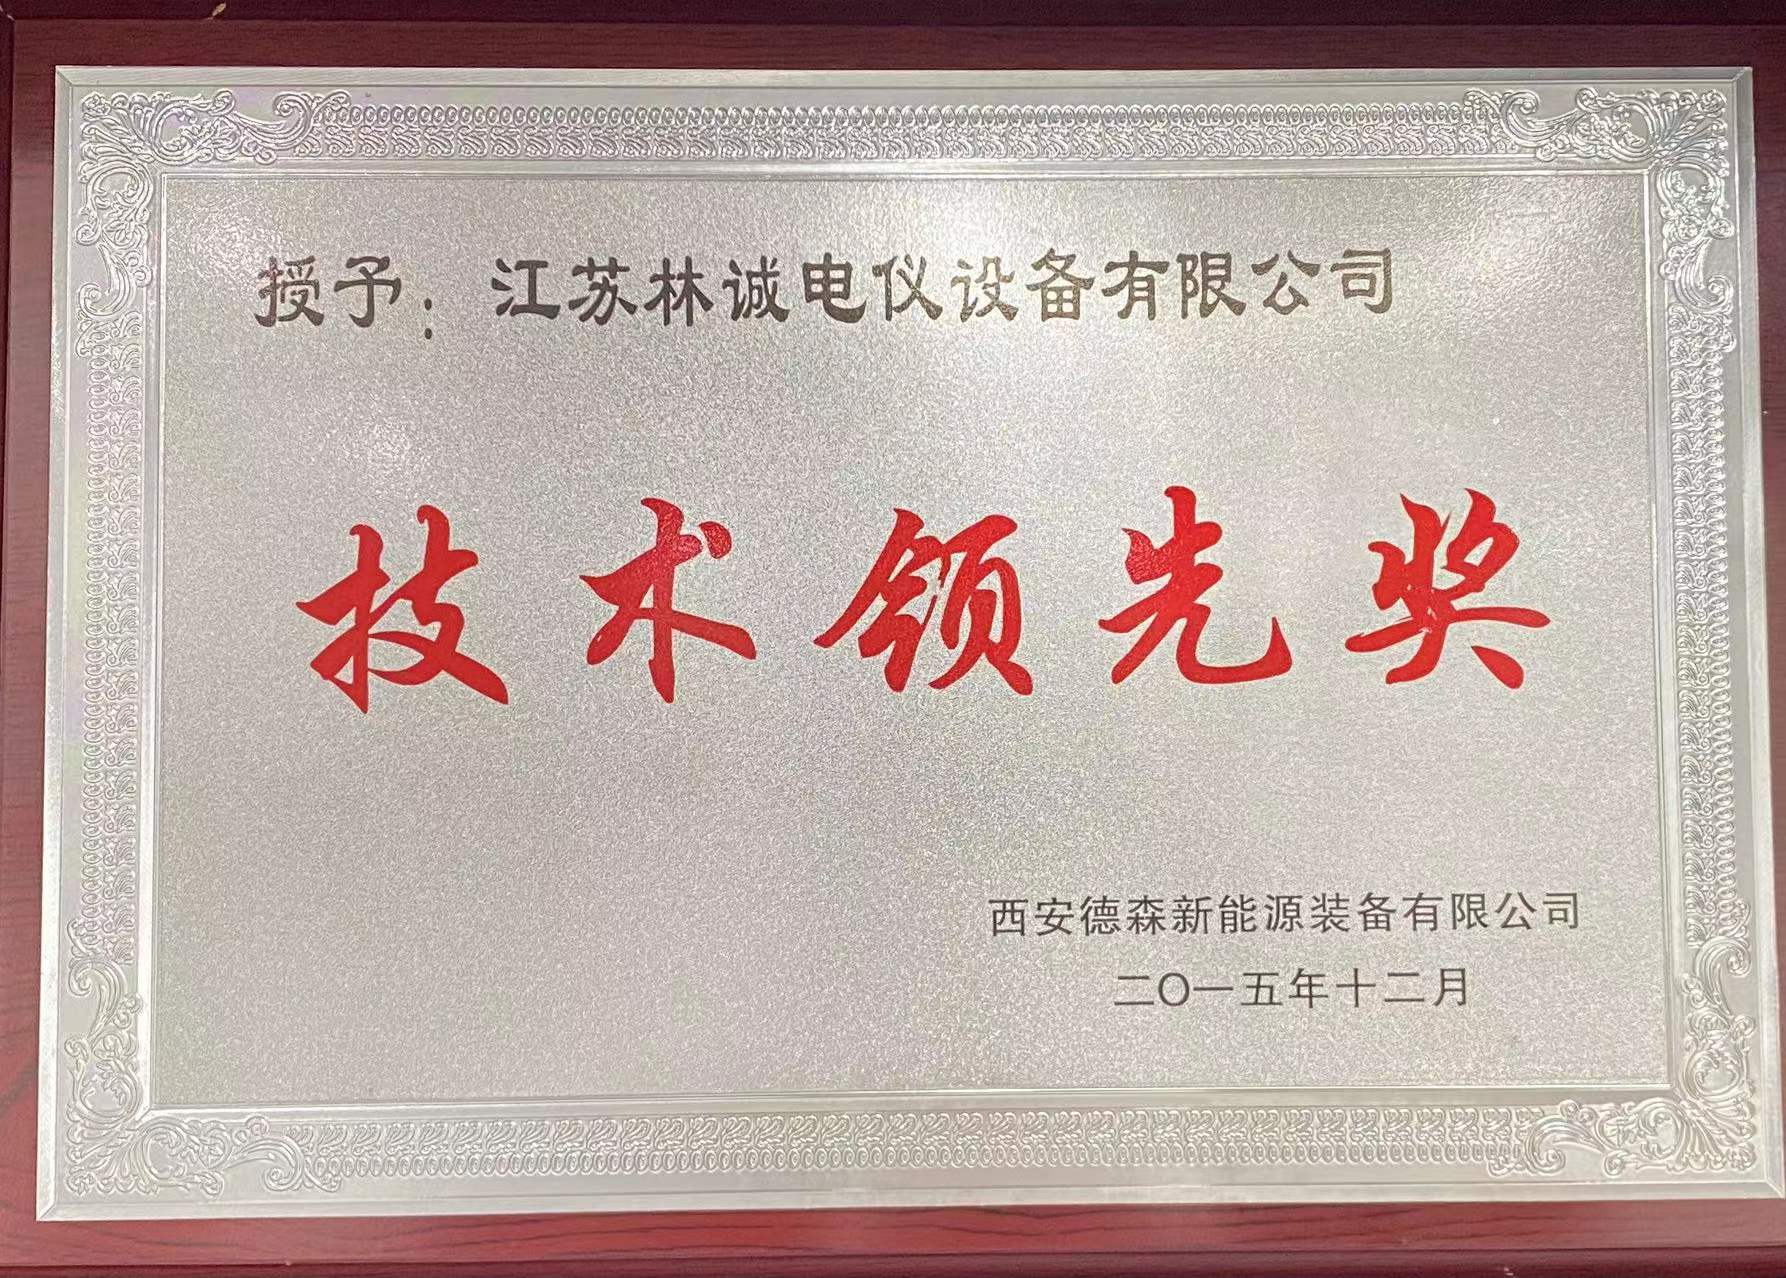 授予：江苏林诚电仪设备有限公司
技术领先奖
西安德森新能源装备有限公司
二〇一五年十二月